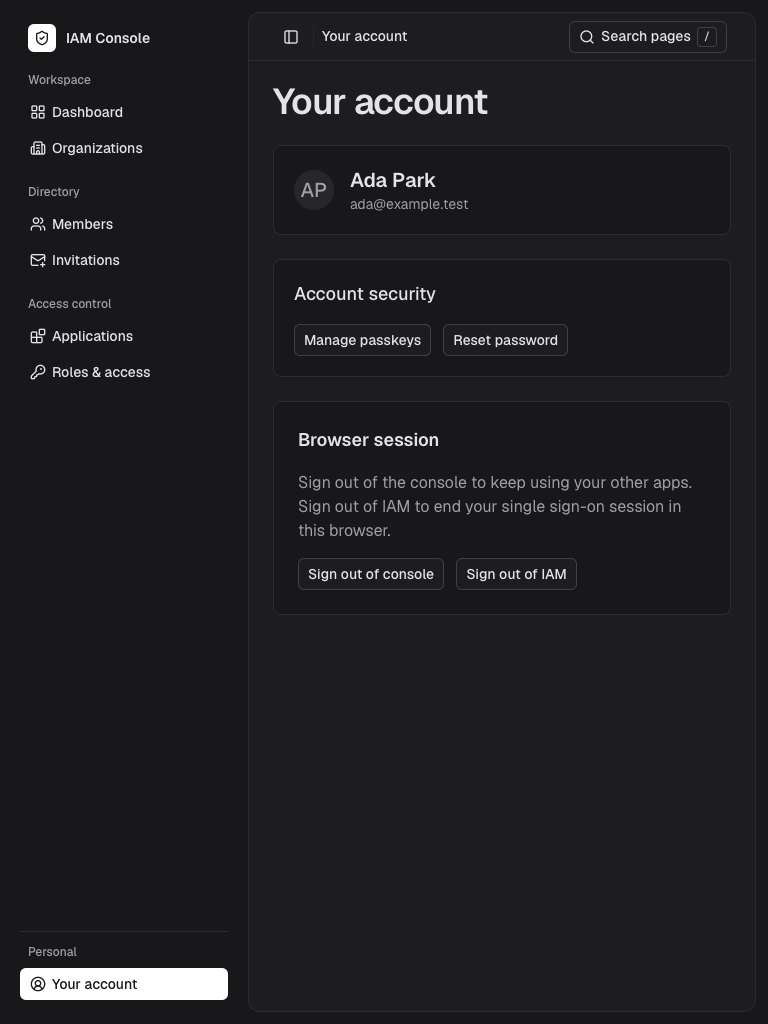 IAM Console
Workspace
Dashboard
Organizations
Directory
Members
Invitations
Access control
Applications
Roles & access
Personal
Your account
Your account
Search pages /
Your account
AP
Ada Park
ada@example.test
Account security
Manage passkeys
Reset password
Browser session
Sign out of the console to keep using your other apps.
Sign out of IAM to end your single sign-on session in
this browser.
Sign out of console
Sign out of IAM